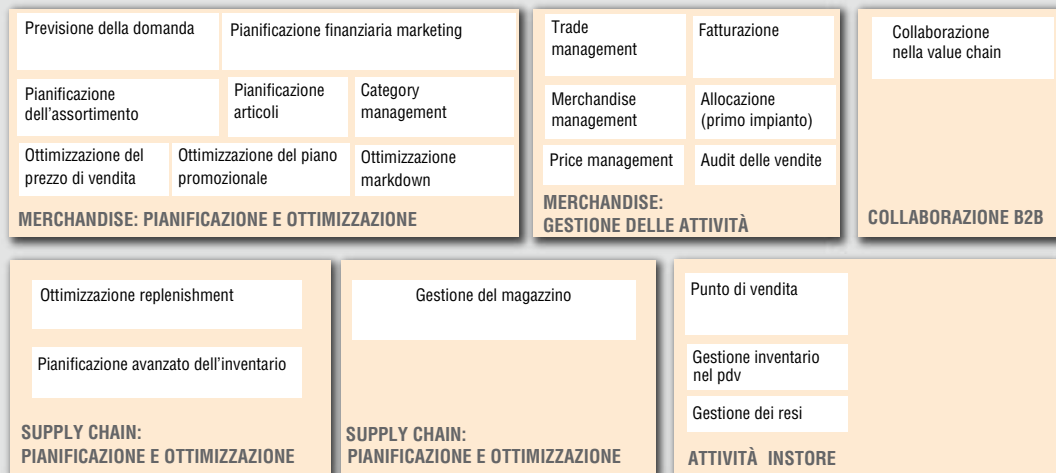 Previsione della domanda
Pianificazione finanziaria marketing
Pianificazione
dell'assortimento
Pianificazione
articoli
Category
management
Ottimizzazione del
prezzo di vendita
Ottimizzazione del piano
promozionale
Ottimizzazione
markdown
MERCHANDISE: PIANIFICAZIONE E OTTIMIZZAZIONE
Trade
management
Fatturazione
Merchandise
management
Allocazione
(primo impianto)
Price management
Audit delle vendite
MERCHANDISE:
GESTIONE DELLE ATTIVITÀ
Collaborazione
nella value chain
COLLABORAZIONE B2B
Ottimizzazione replenishment
Pianificazione avanzato dell'inventario
SUPPLY CHAIN:
PIANIFICAZIONE E OTTIMIZZAZIONE
Gestione del magazzino
SUPPLY CHAIN:
PIANIFICAZIONE E OTTIMIZZAZIONE
Punto di vendita
Gestione inventario
nel pdv
Gestione dei resi
ATTIVITÀ INSTORE